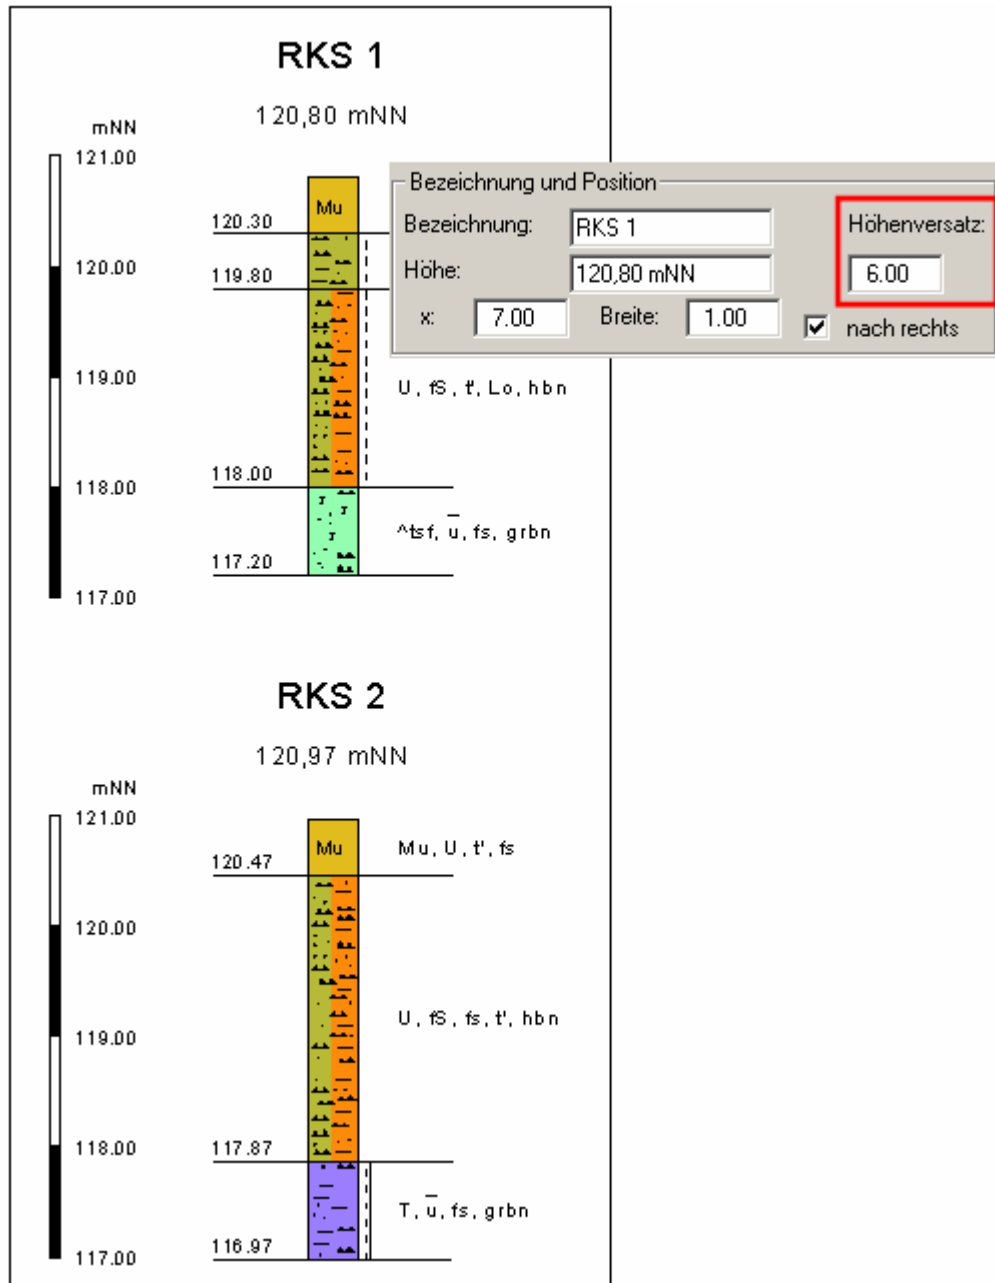 RKS 1
120,80 mNN
mNN
121.00
120.00
119.00
118.00
117.00
120.30
119.80
118.00
117.20
Mu
U, fS, t', Lo, hbn
^tsf, u̅, fs, grbn
Bezeichnung und Position
Bezeichnung: RKS 1
Höhenversatz:
Höhe: 120,80 mNN
6.00
x: 7.00 Breite: 1.00 nach rechts
RKS 2
120,97 mNN
mNN
121.00
120.00
119.00
118.00
117.00
120.47
117.87
116.97
Mu
Mu, U, t', fs
U, fS, fs, t', hbn
T, u̅, fs, grbn